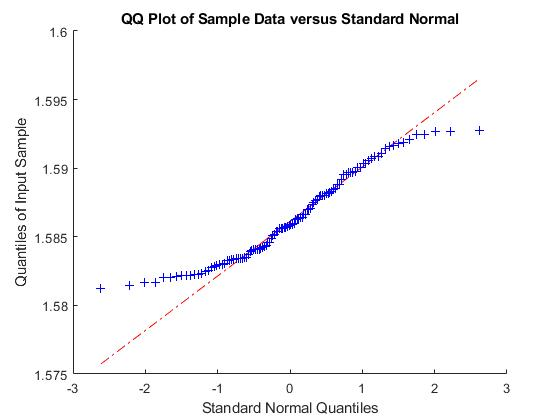 QQ Plot of Sample Data versus Standard Normal
1.6
1.595
1.59
1.585
1.58
1.575
Quantiles of Input Sample
-3 -2 -1 0 1 2 3
Standard Normal Quantiles